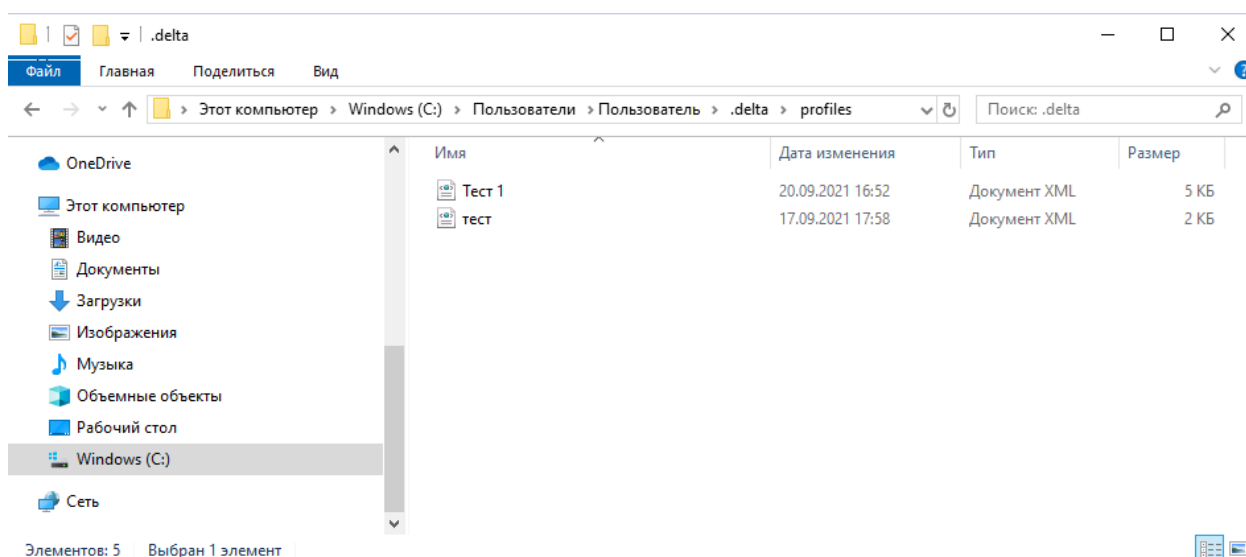 .delta
Файл Главная Поделиться Вид
Этот компьютер > Windows (C:) > Пользователи > Пользователь > .delta > profiles Поиск: .delta
Имя Дата изменения Тип Размер
OneDrive
Тест 1 20.09.2021 16:52 Документ XML 5 КБ
Этот компьютер
тест 17.09.2021 17:58 Документ XML 2 КБ
Видео
Документы
Загрузки
Изображения
Музыка
Объемные объекты
Рабочий стол
Windows (C:)
Сеть
Элементов: 5 Выбран 1 элемент